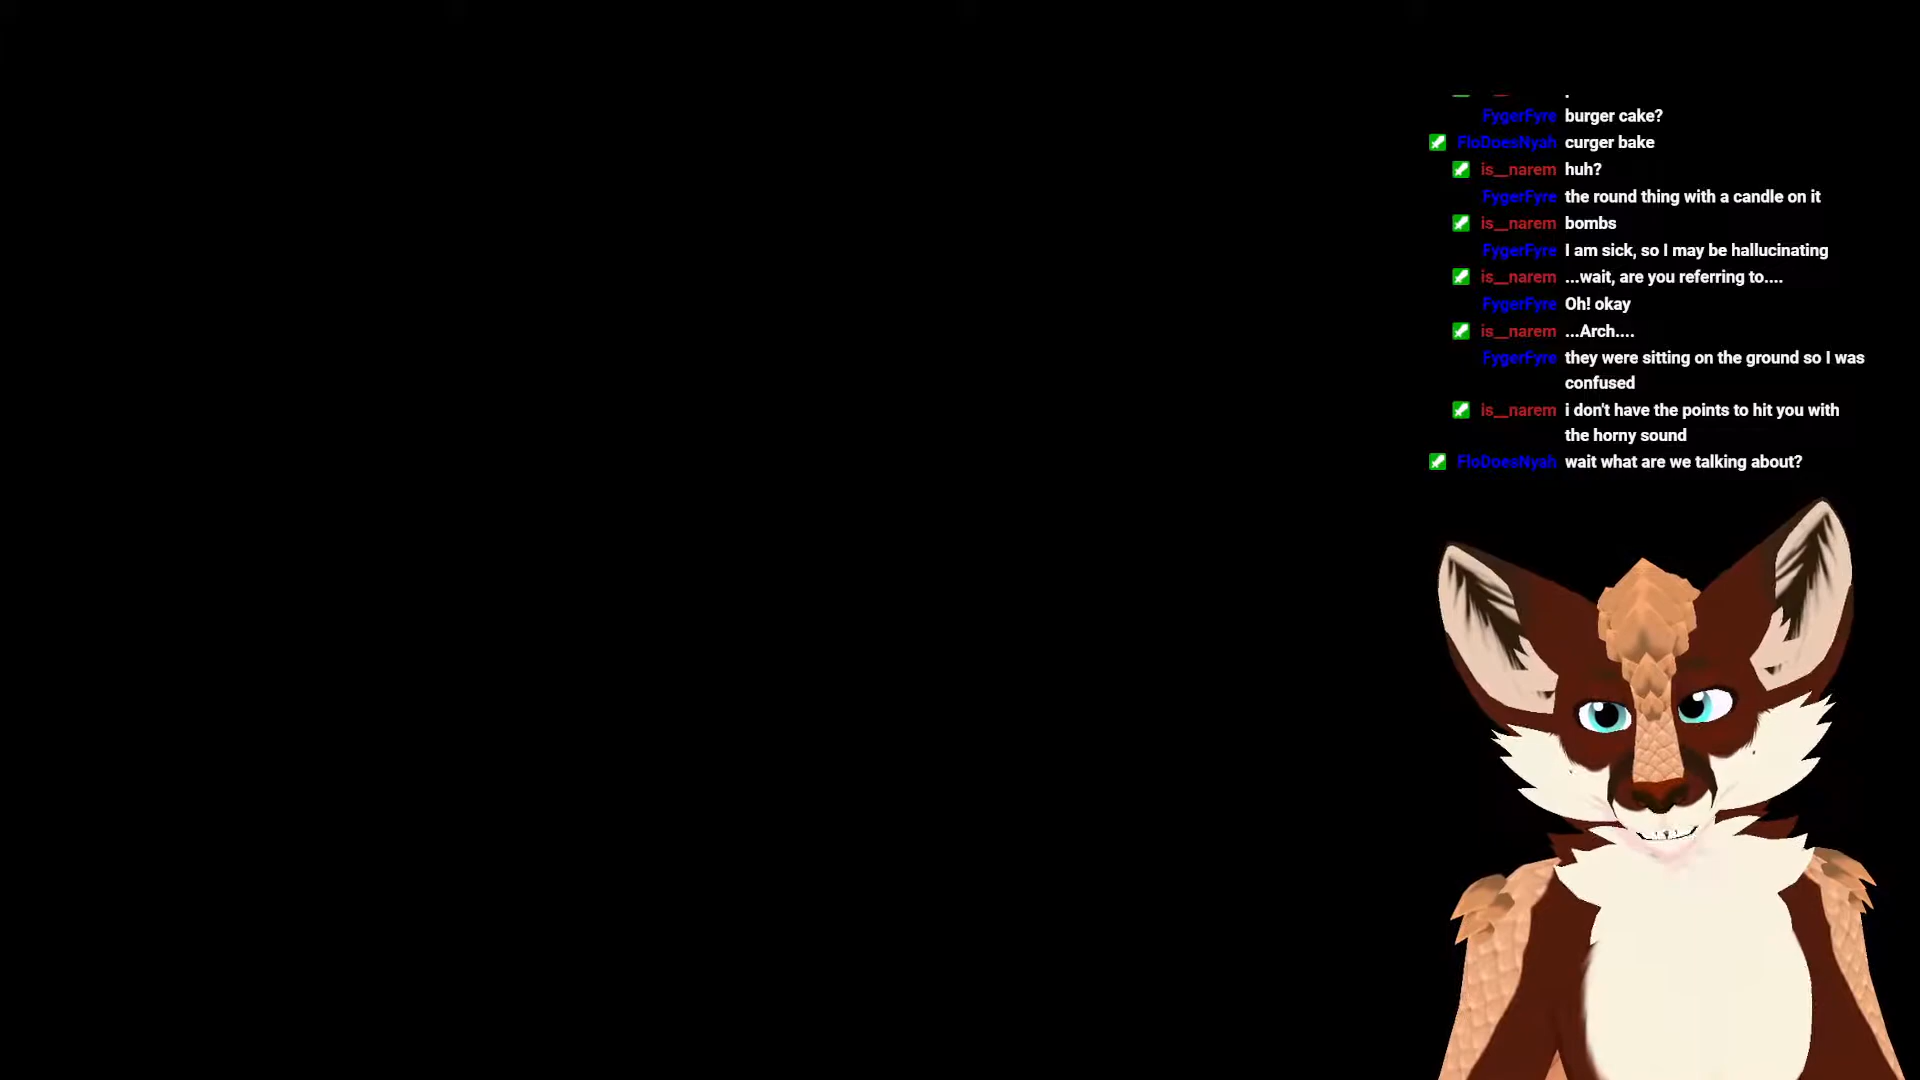 FygerFyre burger cake?
FloDoesNyah curger bake
is__narem huh?
FygerFyre the round thing with a candle on it
is__narem bombs
FygerFyre I am sick, so I may be hallucinating
is__narem ...wait, are you referring to....
FygerFyre Oh! okay
is__narem ...Arch....
FygerFyre they were sitting on the ground so I was
confused
is__narem i don't have the points to hit you with
the horny sound
FloDoesNyah wait what are we talking about?